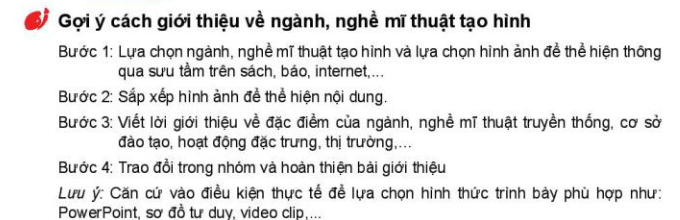 Gợi ý cách giới thiệu về ngành, nghề mĩ thuật tạo hình
Bước 1: Lựa chọn ngành, nghề mĩ thuật tạo hình và lựa chọn hình ảnh để thể hiện thông
qua sưu tầm trên sách, báo, internet,...
Bước 2: Sắp xếp hình ảnh để thể hiện nội dung.
Bước 3: Viết lời giới thiệu về đặc điểm của ngành, nghề mĩ thuật truyền thống, cơ sở
đào tạo, hoạt động đặc trưng, thị trường,...
Bước 4: Trao đổi trong nhóm và hoàn thiện bài giới thiệu
Lưu ý: Căn cứ vào điều kiện thực tế để lựa chọn hình thức trình bày phù hợp như:
PowerPoint, sơ đồ tư duy, video clip,...